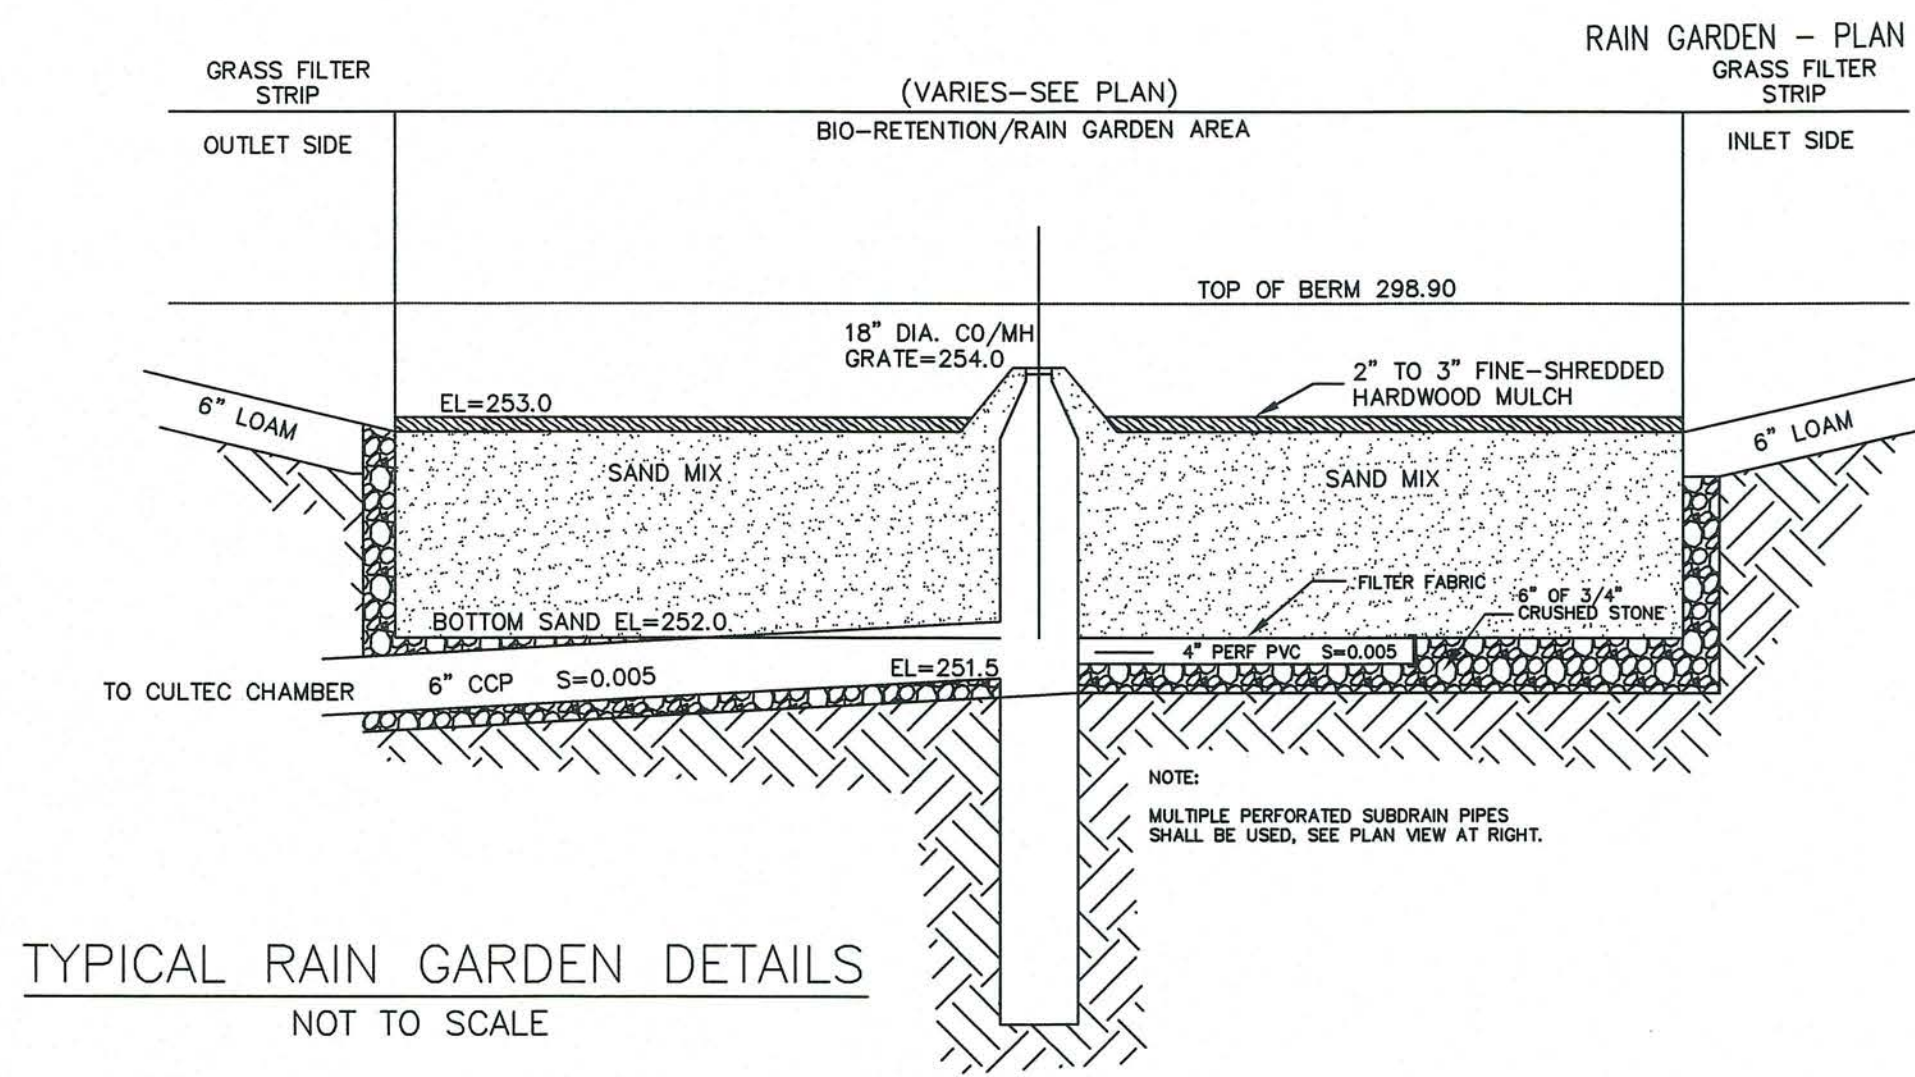 RAIN GARDEN – PLAN
GRASS FILTER
STRIP
(VARIES–SEE PLAN)
GRASS FILTER
STRIP
OUTLET SIDE
BIO–RETENTION/RAIN GARDEN AREA
INLET SIDE
TOP OF BERM 298.90
18" DIA. CO/MH
GRATE=254.0
2" TO 3" FINE–SHREDDED
HARDWOOD MULCH
EL=253.0
6" LOAM
6" LOAM
SAND MIX
SAND MIX
FILTER FABRIC
6" OF 3/4"
CRUSHED STONE
BOTTOM SAND EL=252.0
4" PERF PVC S=0.005
EL=251.5
6" CCP S=0.005
TO CULTEC CHAMBER
NOTE:
MULTIPLE PERFORATED SUBDRAIN PIPES
SHALL BE USED, SEE PLAN VIEW AT RIGHT.
TYPICAL RAIN GARDEN DETAILS
NOT TO SCALE